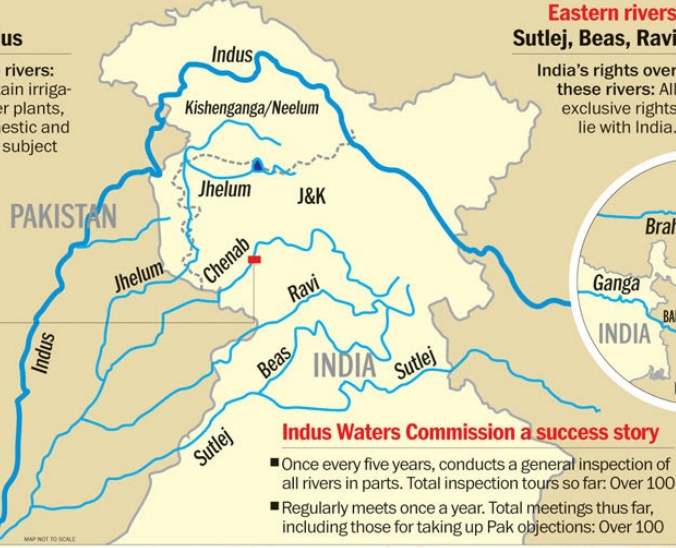 us
rivers:
tain irriga-
er plants,
nestic and
subject
Eastern rivers
Sutlej, Beas, Ravi
India's rights over
these rivers: All
exclusive rights
lie with India.
Indus
Kishenganga/Neelum
Jhelum
J&K
PAKISTAN
Jhelum
Chenab
Ravi
Indus
Beas
INDIA
Sutlej
Sutlej
Brah
Ganga
INDIA
BA
Indus Waters Commission a success story
■ Once every five years, conducts a general inspection of
all rivers in parts. Total inspection tours so far: Over 100
■ Regularly meets once a year. Total meetings thus far,
including those for taking up Pak objections: Over 100
MAP NOT TO SCALE